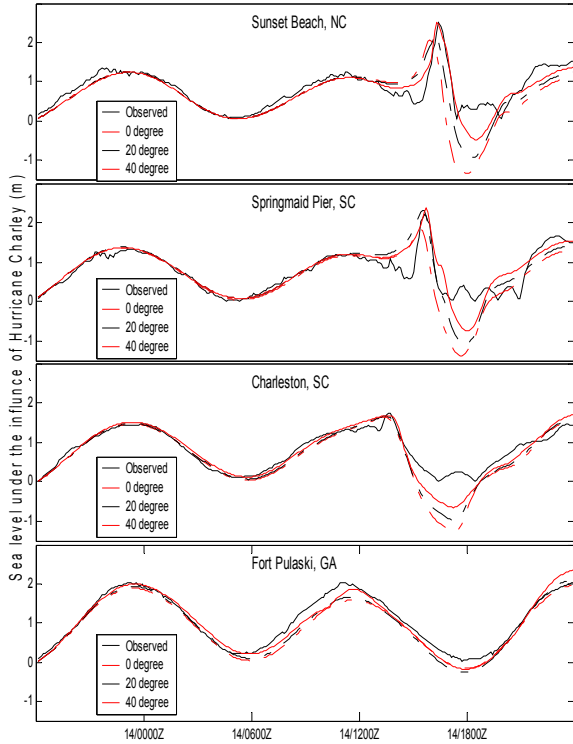 Sea level under the influnce of Hurricane Charley (m)
Sunset Beach, NC
2
1
0
-1
Observed
0 degree
20 degree
40 degree
Springmaid Pier, SC
2
1
0
-1
Observed
0 degree
20 degree
40 degree
Charleston, SC
2
1
0
-1
Observed
0 degree
20 degree
40 degree
Fort Pulaski, GA
2
1
0
-1
Observed
0 degree
20 degree
40 degree
14/0000Z 14/0600Z 14/1200Z 14/1800Z